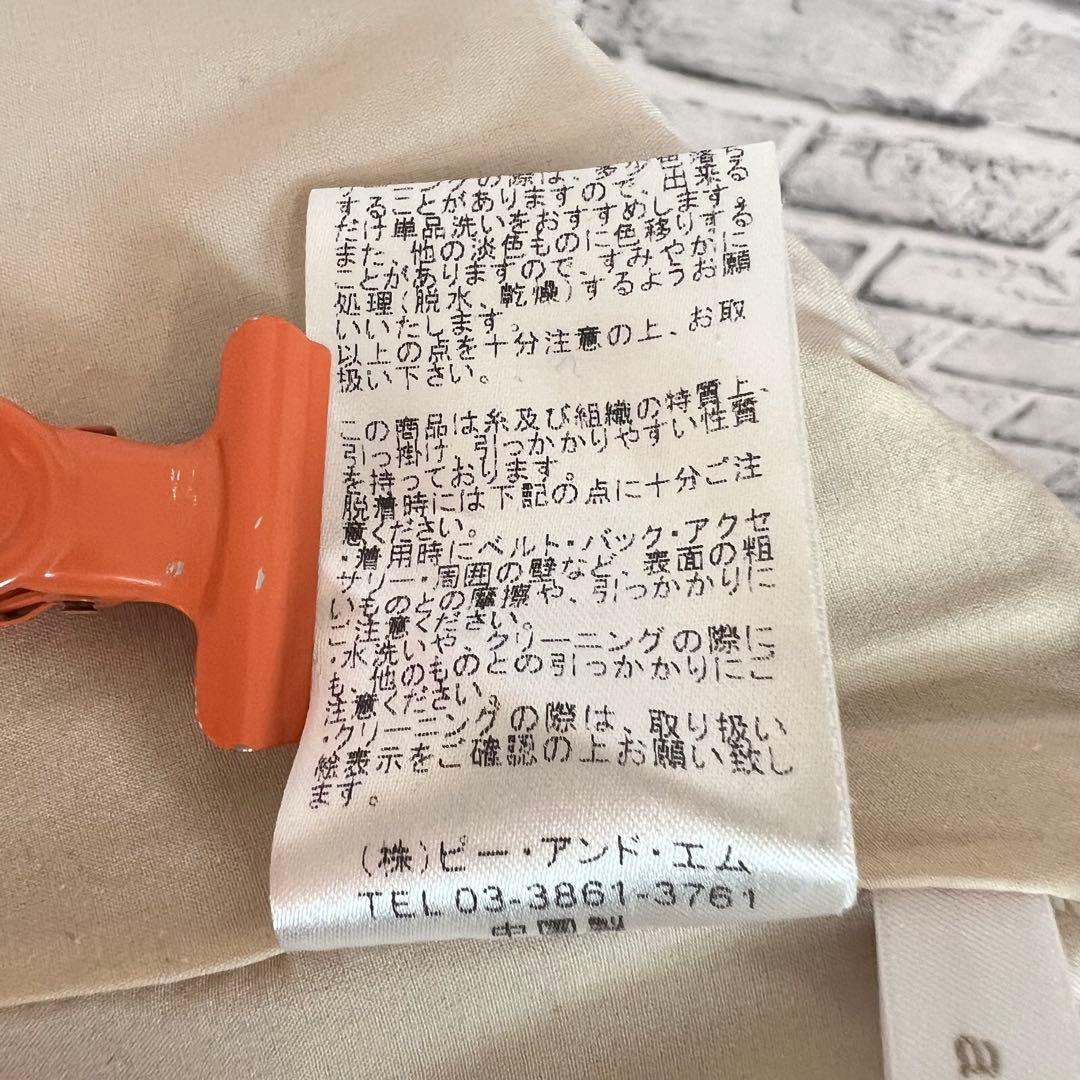 の際は、多少色落
することがありますので、お
だけ単品洗いをおすすめします。
また、他の淡色ものに色移りする
ことがありますので、すみやかに
処理(脱水、乾燥)するようお願
いいたします。
以上の点を十分注意の上、お取
扱い下さい。
この商品は糸及び組織の特質上、
引っ掛け、引っかかりやすい性質
を持っております。
脱着時には下記の点に十分ご注
意ください。
・着用時にベルト・バック・アクセ
サリー・周囲の壁など、表面の粗
いものとの摩擦や、引っかかりに
ご注意ください。
・水洗いや、クリーニングの際に
も、他のものとの引っかかりにご
注意ください。
・クリーニングの際は、取り扱い
絵表示をご確認の上お願い致し
ます。
(株)ピー・アンド・エム
TEL 03-3861-3761
中国製